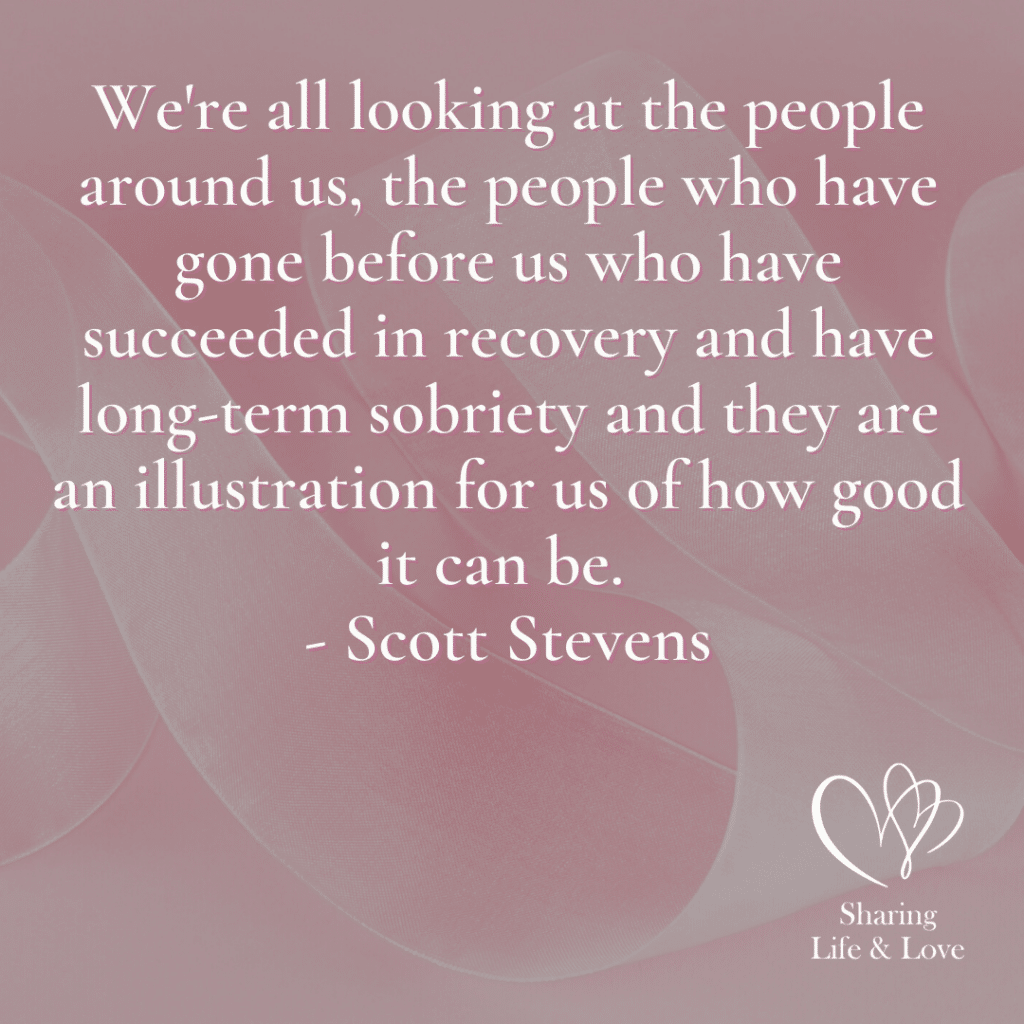 We're all looking at the people
around us, the people who have
gone before us who have
succeeded in recovery and have
long-term sobriety and they are
an illustration for us of how good
it can be.
- Scott Stevens
Sharing
Life & Love